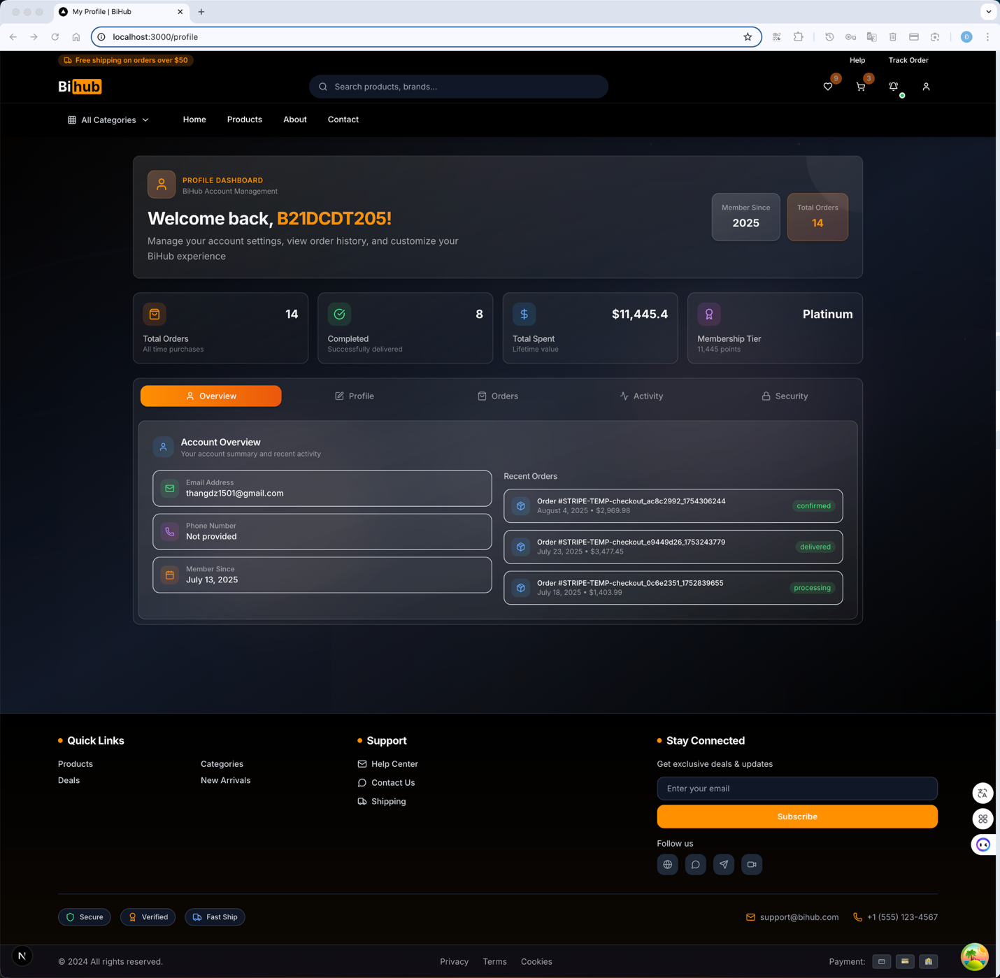 My Profile | BiHub
localhost:3000/profile
Free shipping on orders over $50
Help
Track Order
Bihub
Search products, brands...
9
3
All Categories
Home
Products
About
Contact
PROFILE DASHBOARD
BiHub Account Management
Welcome back, B21DCDT205!
Manage your account settings, view order history, and customize your
BiHub experience
Member Since
2025
Total Orders
14
14
Total Orders
All time purchases
8
Completed
Successfully delivered
$11,445.4
Total Spent
Lifetime value
Platinum
Membership Tier
11,445 points
Overview
Profile
Orders
Activity
Security
Account Overview
Your account summary and recent activity
Email Address
thangdz1501@gmail.com
Phone Number
Not provided
Member Since
July 13, 2025
Recent Orders
Order #STRIPE-TEMP-checkout_ac8c2992_1754306244
August 4, 2025 • $2,969.98
confirmed
Order #STRIPE-TEMP-checkout_e9449d26_1753243779
July 23, 2025 • $3,477.45
delivered
Order #STRIPE-TEMP-checkout_0c6e2351_1752839655
July 18, 2025 • $1,403.99
processing
Quick Links
Products
Categories
Deals
New Arrivals
Support
Help Center
Contact Us
Shipping
Stay Connected
Get exclusive deals & updates
Enter your email
Subscribe
Follow us
Secure
Verified
Fast Ship
support@bihub.com
+1 (555) 123-4567
N
© 2024 All rights reserved.
Privacy
Terms
Cookies
Payment: